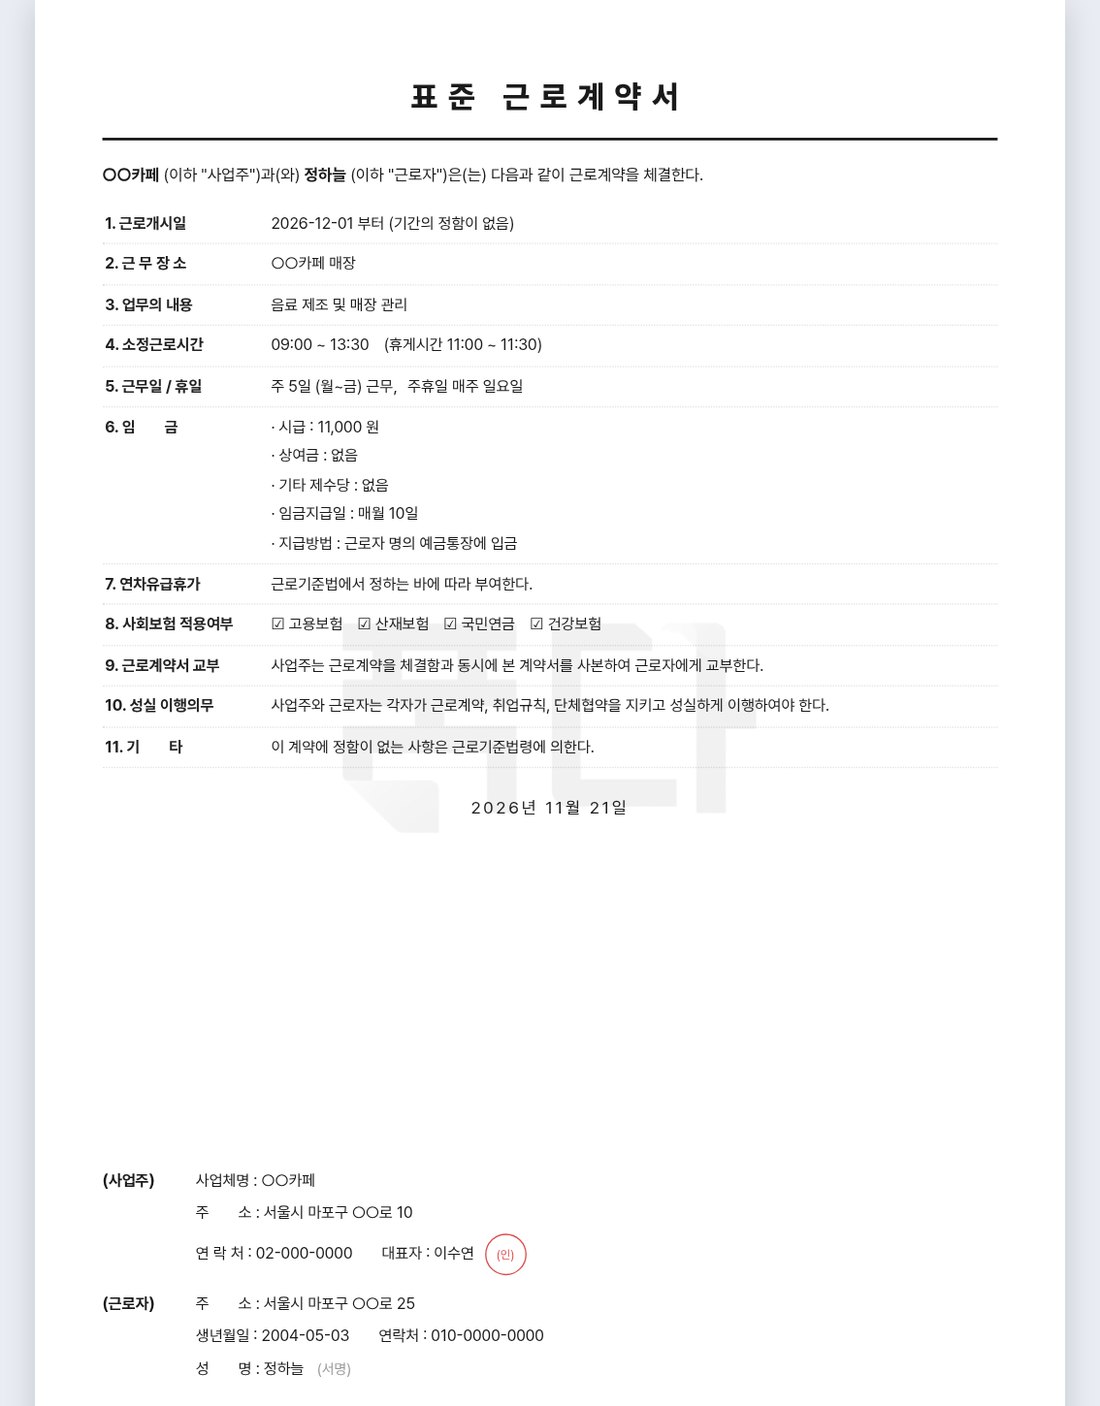 표준 근로계약서
○○카페 (이하 "사업주")과(와) 정하늘 (이하 "근로자")은(는) 다음과 같이 근로계약을 체결한다.
1. 근로개시일 2026-12-01 부터 (기간의 정함이 없음)
2. 근 무 장 소 ○○카페 매장
3. 업무의 내용 음료 제조 및 매장 관리
4. 소정근로시간 09:00 ~ 13:30 (휴게시간 11:00 ~ 11:30)
5. 근무일 / 휴일 주 5일 (월~금) 근무, 주휴일 매주 일요일
6. 임 금 · 시급 : 11,000 원
· 상여금 : 없음
· 기타 제수당 : 없음
· 임금지급일 : 매월 10일
· 지급방법 : 근로자 명의 예금통장에 입금
7. 연차유급휴가 근로기준법에서 정하는 바에 따라 부여한다.
8. 사회보험 적용여부 ☑ 고용보험 ☑ 산재보험 ☑ 국민연금 ☑ 건강보험
9. 근로계약서 교부 사업주는 근로계약을 체결함과 동시에 본 계약서를 사본하여 근로자에게 교부한다.
10. 성실 이행의무 사업주와 근로자는 각자가 근로계약, 취업규칙, 단체협약을 지키고 성실하게 이행하여야 한다.
11. 기 타 이 계약에 정함이 없는 사항은 근로기준법령에 의한다.
2026년 11월 21일
(사업주) 사업체명 : ○○카페
주 소 : 서울시 마포구 ○○로 10
연 락 처 : 02-000-0000 대표자 : 이수연 (인)
(근로자) 주 소 : 서울시 마포구 ○○로 25
생년월일 : 2004-05-03 연락처 : 010-0000-0000
성 명 : 정하늘 (서명)